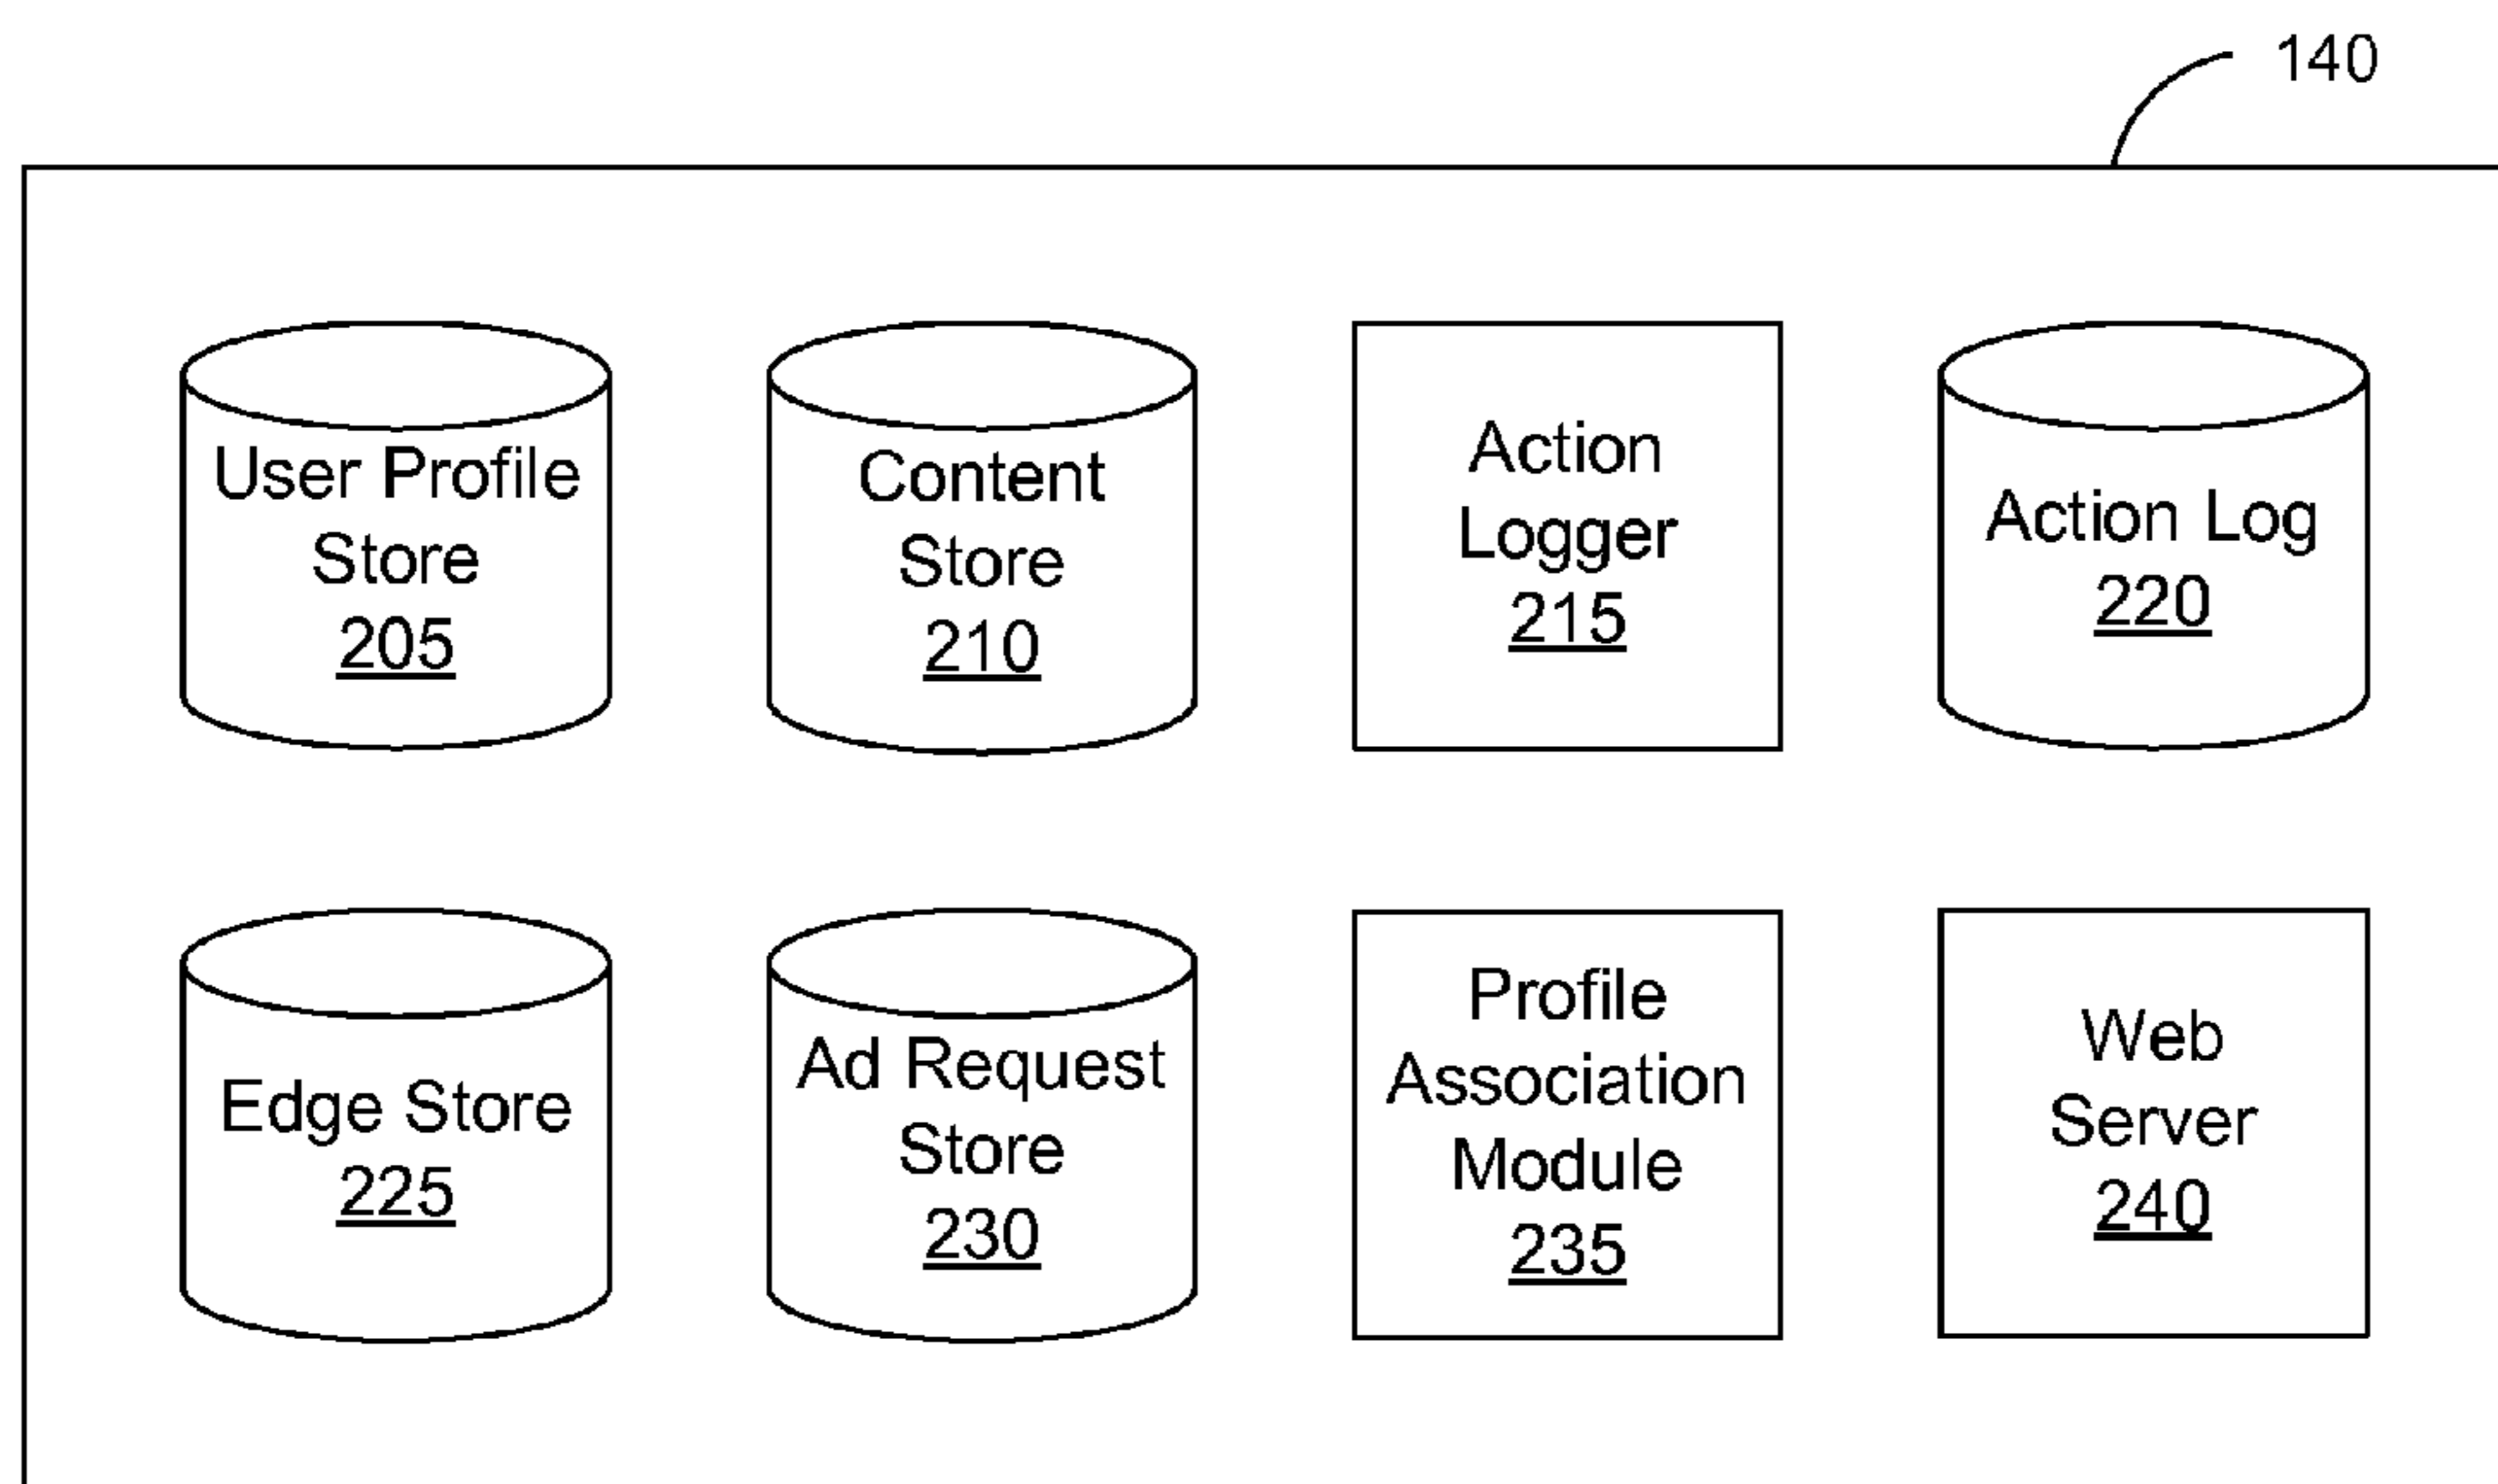 140
User Profile
Store
205
Content
Store
210
Action
Logger
215
Action Log
220
Edge Store
225
Ad Request
Store
230
Profile
Association
Module
235
Web
Server
240